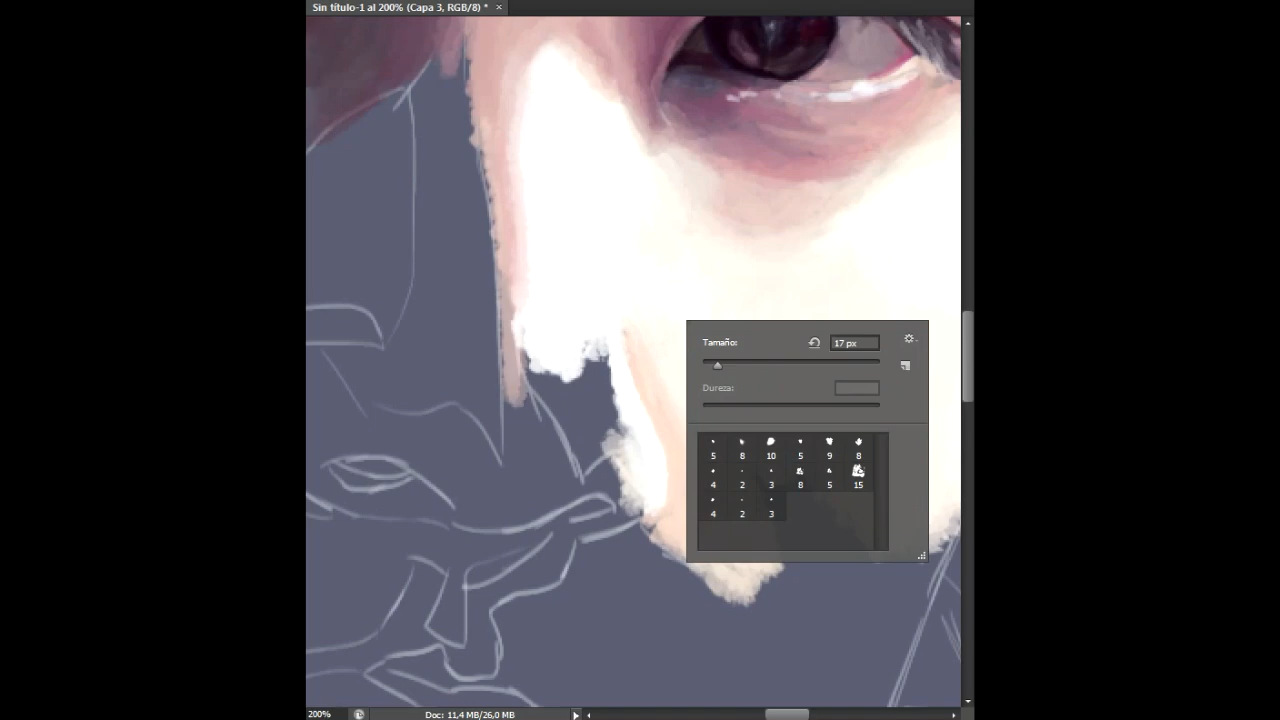 Sin título-1 al 200% (Capa 3, RGB/8) *
Tamaño:
17 px
Dureza:
5 8 10 5 9 8
4 2 3 8 5 15
4 2 3
200%
Doc: 11,4 MB/26,0 MB